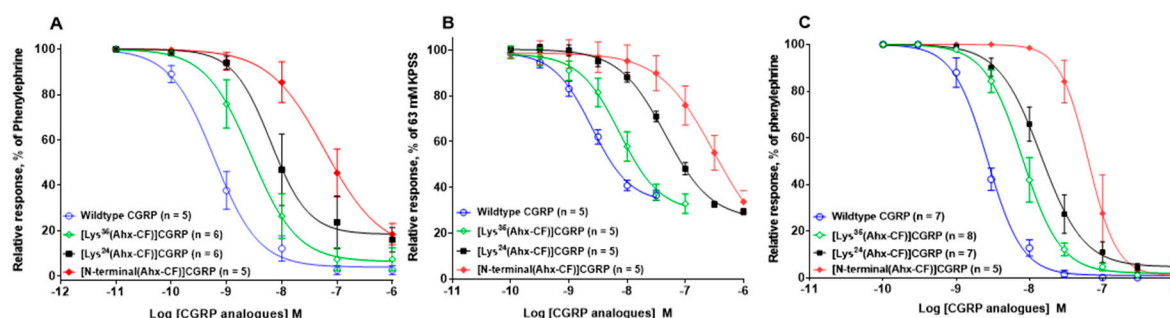 A
Relative response, % of Phenylephrine
100
80
60
40
20
0
Wildtype CGRP (n = 5)
[Lys³⁶(Ahx-CF)]CGRP (n = 6)
[Lys²⁴(Ahx-CF)]CGRP (n = 6)
[N-terminal(Ahx-CF)]CGRP (n = 5)
-12 -11 -10 -9 -8 -7 -6
Log [CGRP analogues] M
B
Relative response, % of 63 mM KPSS
100
80
60
40
20
0
Wildtype CGRP (n = 5)
[Lys³⁶(Ahx-CF)]CGRP (n = 5)
[Lys²⁴(Ahx-CF)]CGRP (n = 5)
[N-terminal(Ahx-CF)]CGRP (n = 5)
-11 -10 -9 -8 -7 -6
Log [CGRP analogues] M
C
Relative response, % of phenylephrine
100
80
60
40
20
0
Wildtype CGRP (n = 7)
[Lys³⁶(Ahx-CF)]CGRP (n = 8)
[Lys²⁴(Ahx-CF)]CGRP (n = 7)
[N-terminal(Ahx-CF)]CGRP (n = 5)
-11 -10 -9 -8 -7
Log [CGRP analogues] M